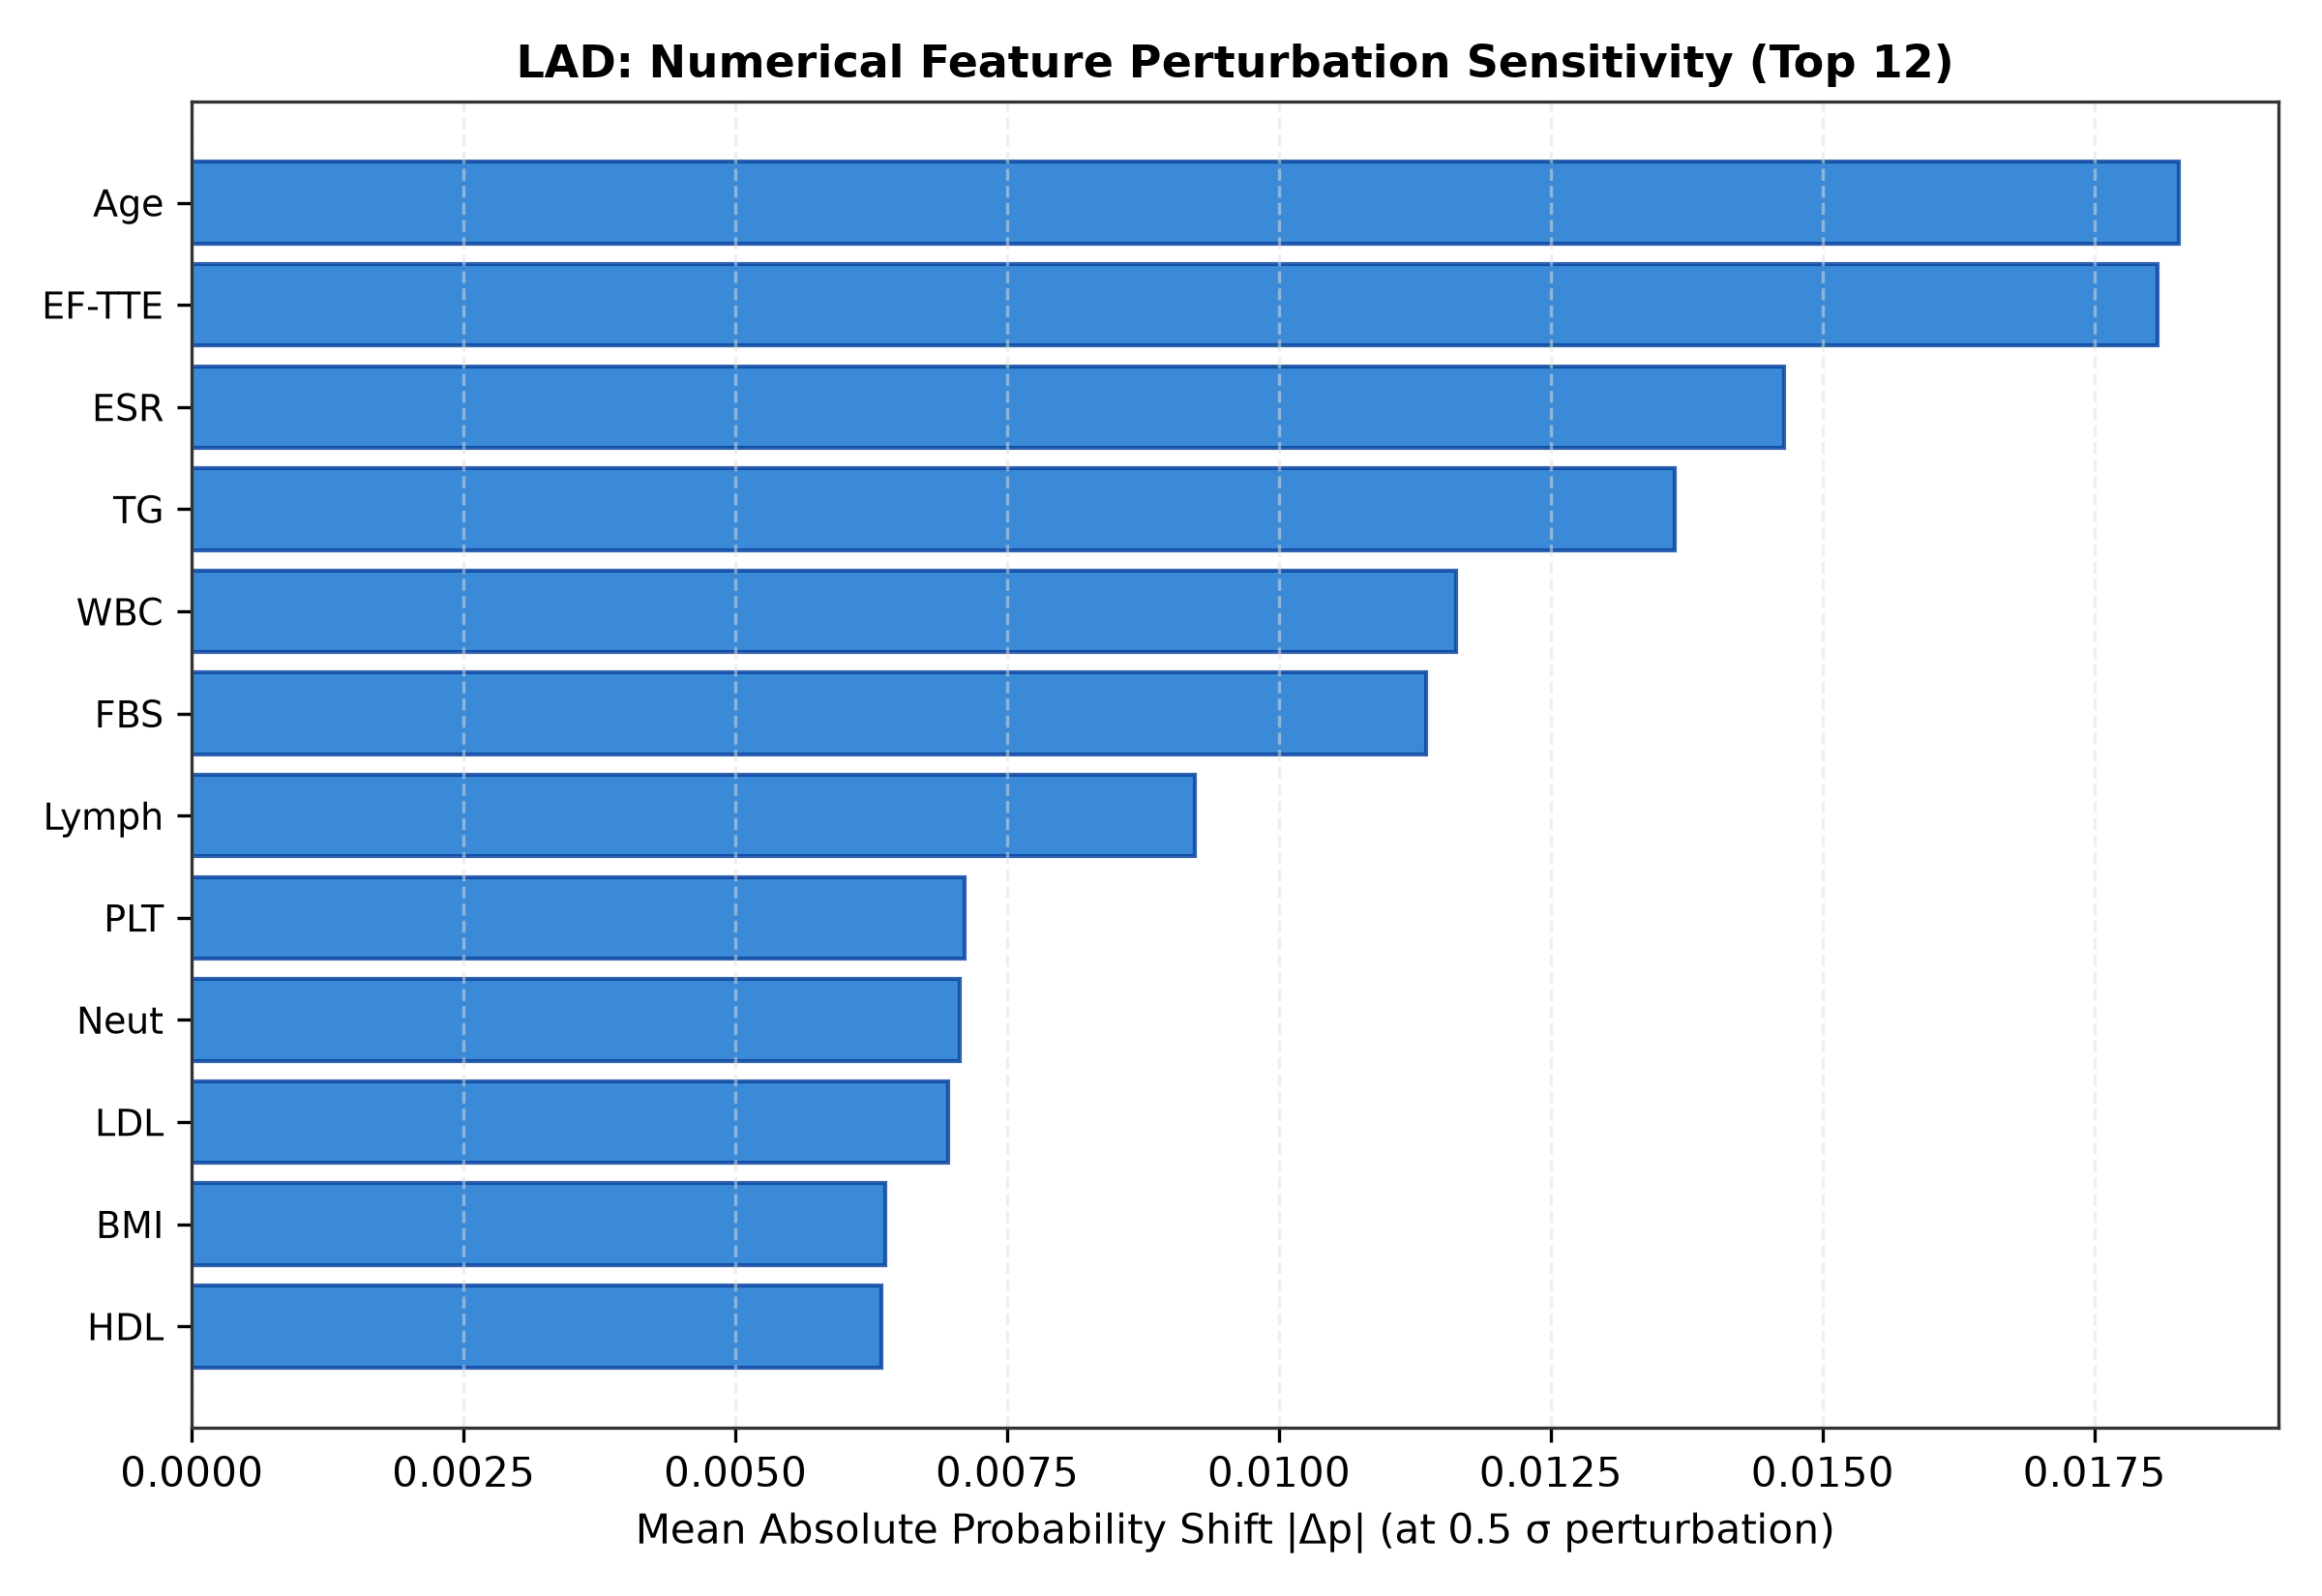 LAD: Numerical Feature Perturbation Sensitivity (Top 12)
Age
EF-TTE
ESR
TG
WBC
FBS
Lymph
PLT
Neut
LDL
BMI
HDL
0.0000 0.0025 0.0050 0.0075 0.0100 0.0125 0.0150 0.0175
Mean Absolute Probability Shift |Δp| (at 0.5 σ perturbation)